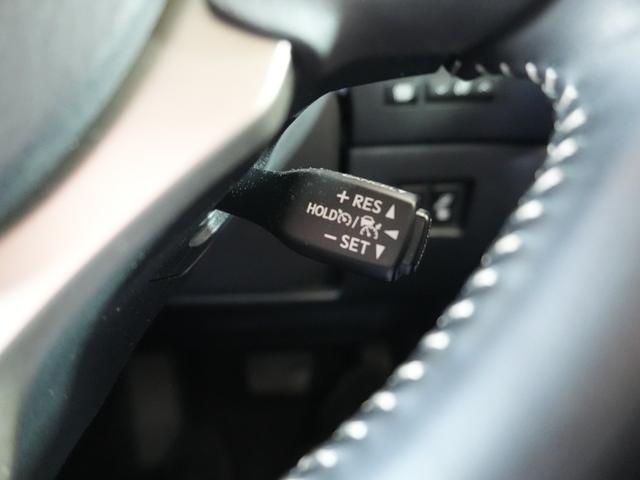 + RES ▲
HOLD / ◀
− SET ▼